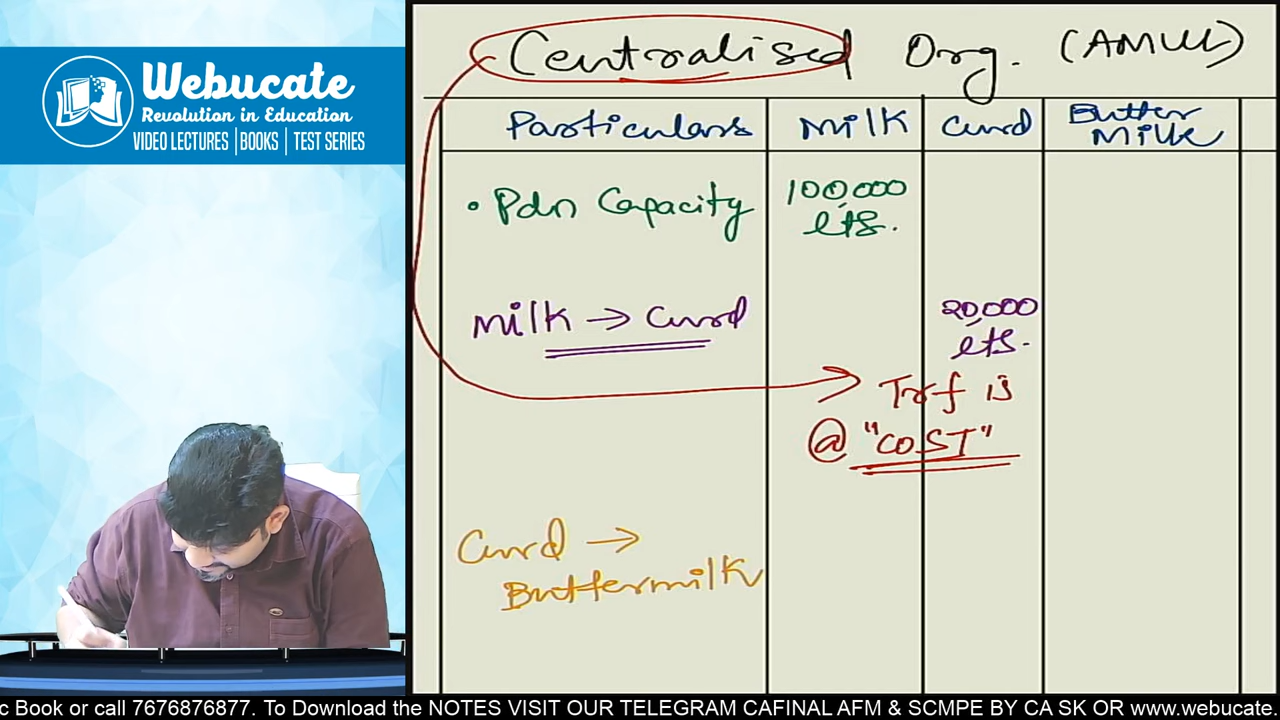 Webucate
Revolution in Education
VIDEO LECTURES | BOOKS | TEST SERIES
Centralised Org. (AMUL)
Particulars Milk Curd Butter Milk
• Pdn Capacity 100,000 lts.
Milk → Curd 20,000 lts.
→ Trf is
@ "COST"
Curd →
Buttermilk
c Book or call 7676876877. To Download the NOTES VISIT OUR TELEGRAM CAFINAL AFM & SCMPE BY CA SK OR www.webucate.